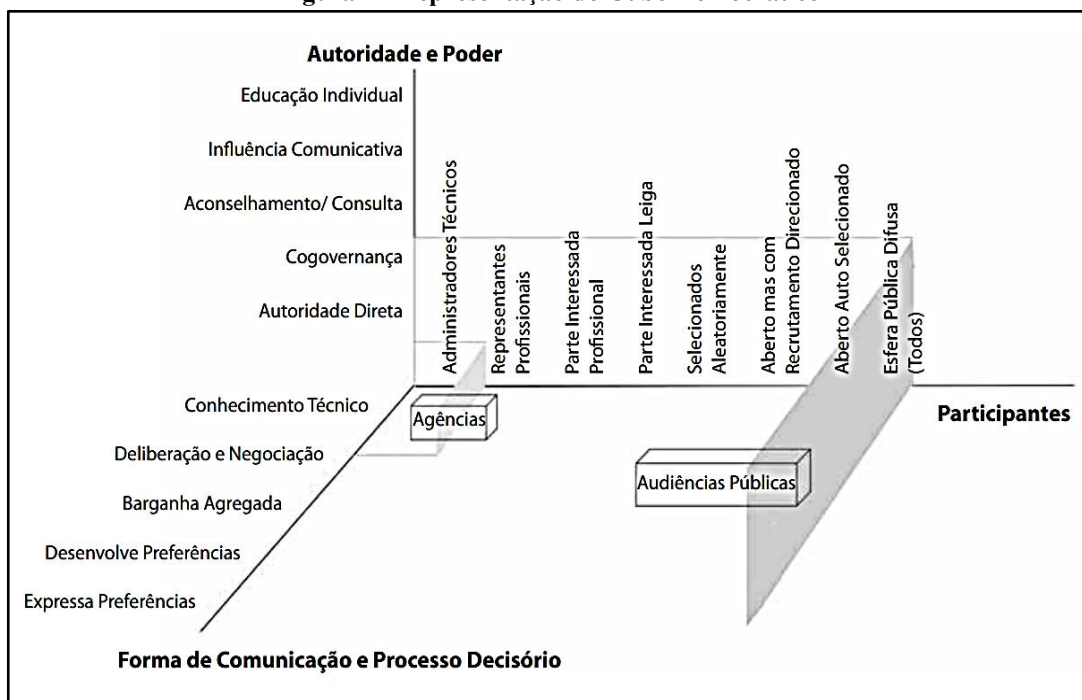 Autoridade e Poder
Educação Individual
Influência Comunicativa
Aconselhamento/ Consulta
Cogovernança
Autoridade Direta
Administradores Técnicos
Representantes
Profissionais
Parte Interessada
Profissional
Parte Interessada Leiga
Selecionados
Aleatoriamente
Aberto mas com
Recrutamento Direcionado
Aberto Auto Selecionado
Esfera Pública Difusa
(Todos)
Participantes
Conhecimento Técnico
Deliberação e Negociação
Barganha Agregada
Desenvolve Preferências
Expressa Preferências
Agências
Audiências Públicas
Forma de Comunicação e Processo Decisório